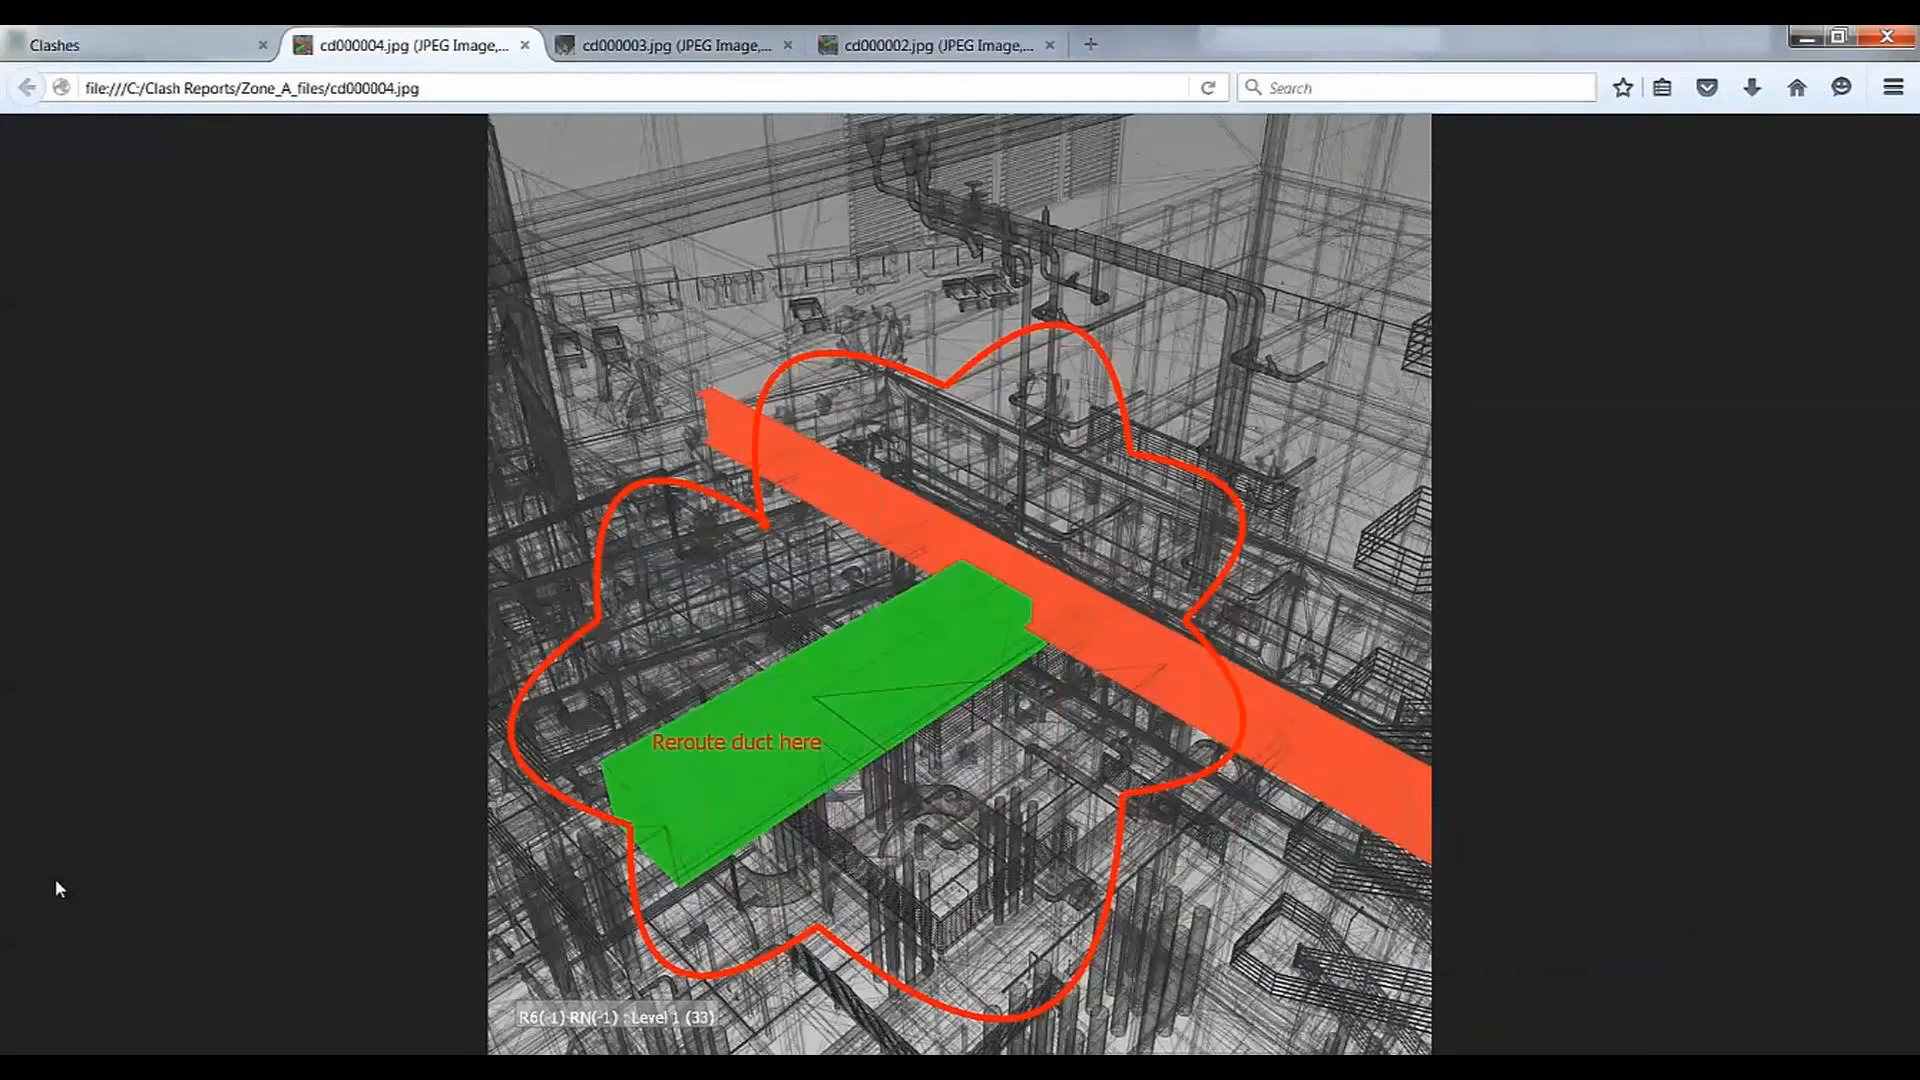 Clashes
cd000004.jpg (JPEG Image,...
cd000003.jpg (JPEG Image,...
cd000002.jpg (JPEG Image,...
file:///C:/Clash Reports/Zone_A_files/cd000004.jpg
Search
Reroute duct here
R6(-1) RN(-1) : Level 1 (33)